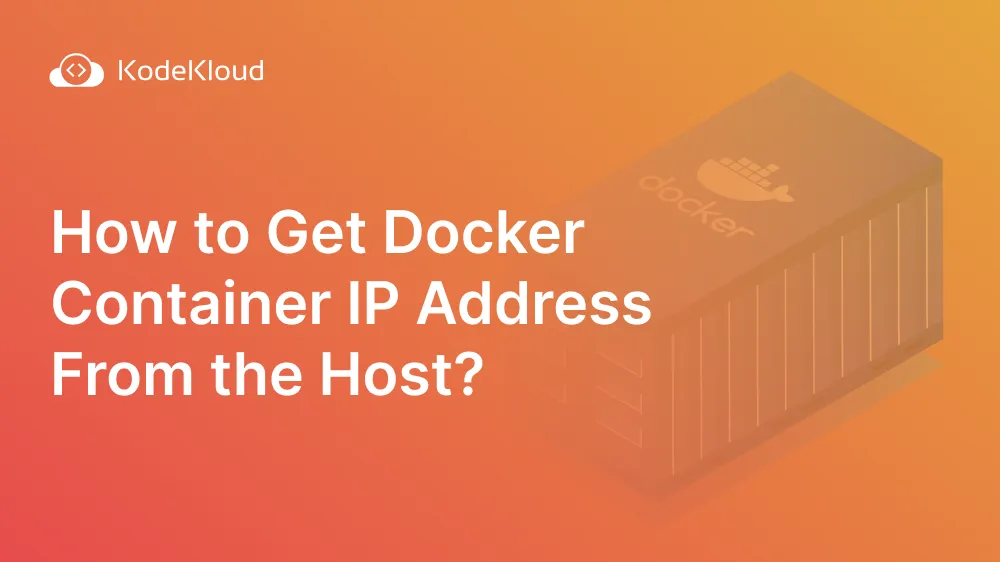 KodeKloud
docker
How to Get Docker
Container IP Address
From the Host?